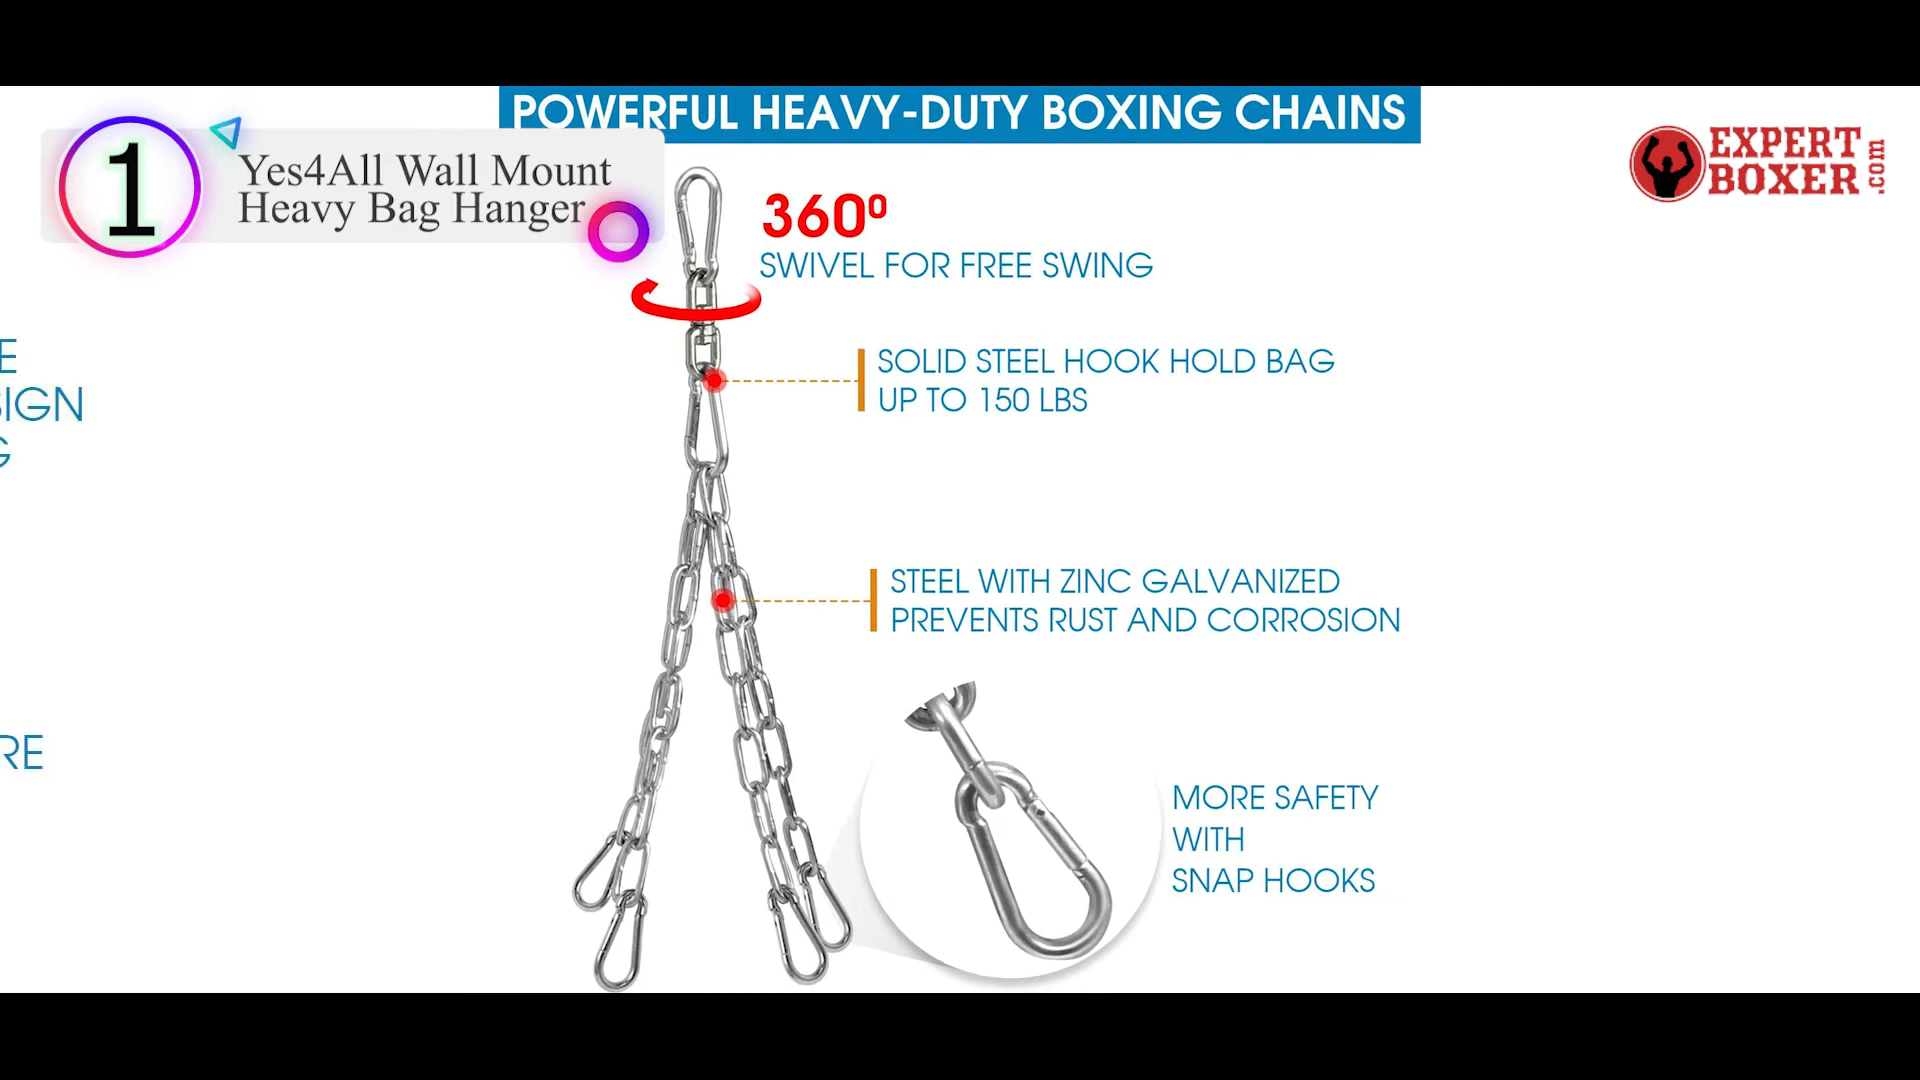 POWERFUL HEAVY-DUTY BOXING CHAINS
1
Yes4All Wall Mount
Heavy Bag Hanger
EXPERT
BOXER
.com
360⁰
SWIVEL FOR FREE SWING
E
SIGN
G
SOLID STEEL HOOK HOLD BAG
UP TO 150 LBS
STEEL WITH ZINC GALVANIZED
PREVENTS RUST AND CORROSION
RE
MORE SAFETY
WITH
SNAP HOOKS